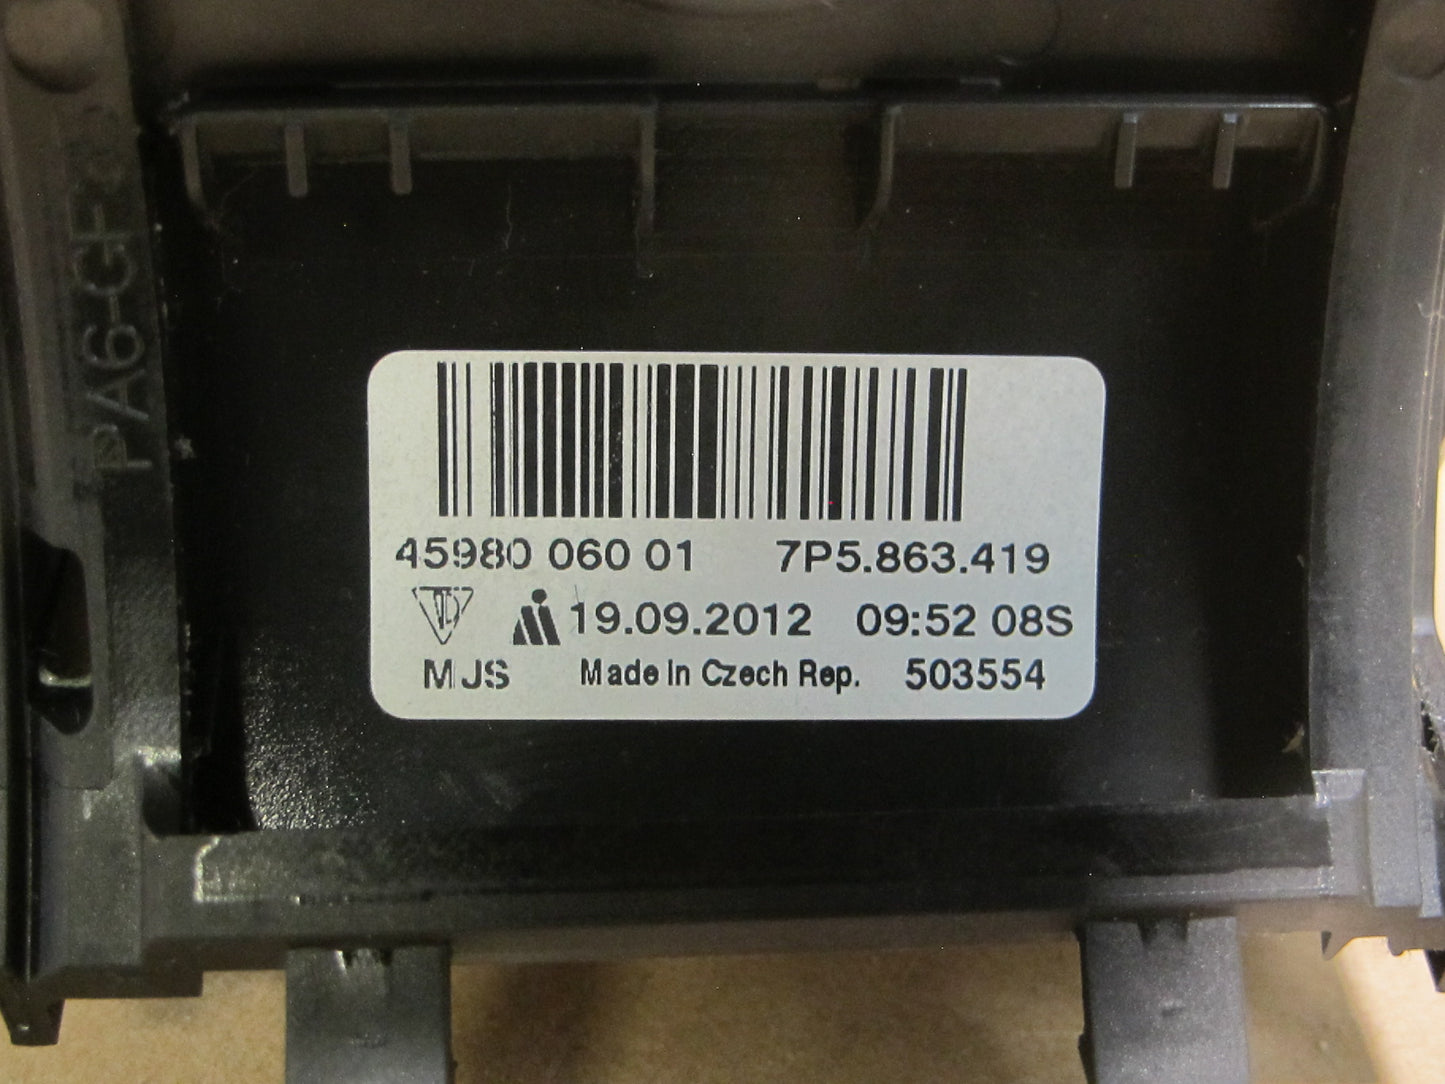 PA6-GF
45980 060 01 7P5.863.419
19.09.2012 09:52 08S
MJS Made in Czech Rep. 503554